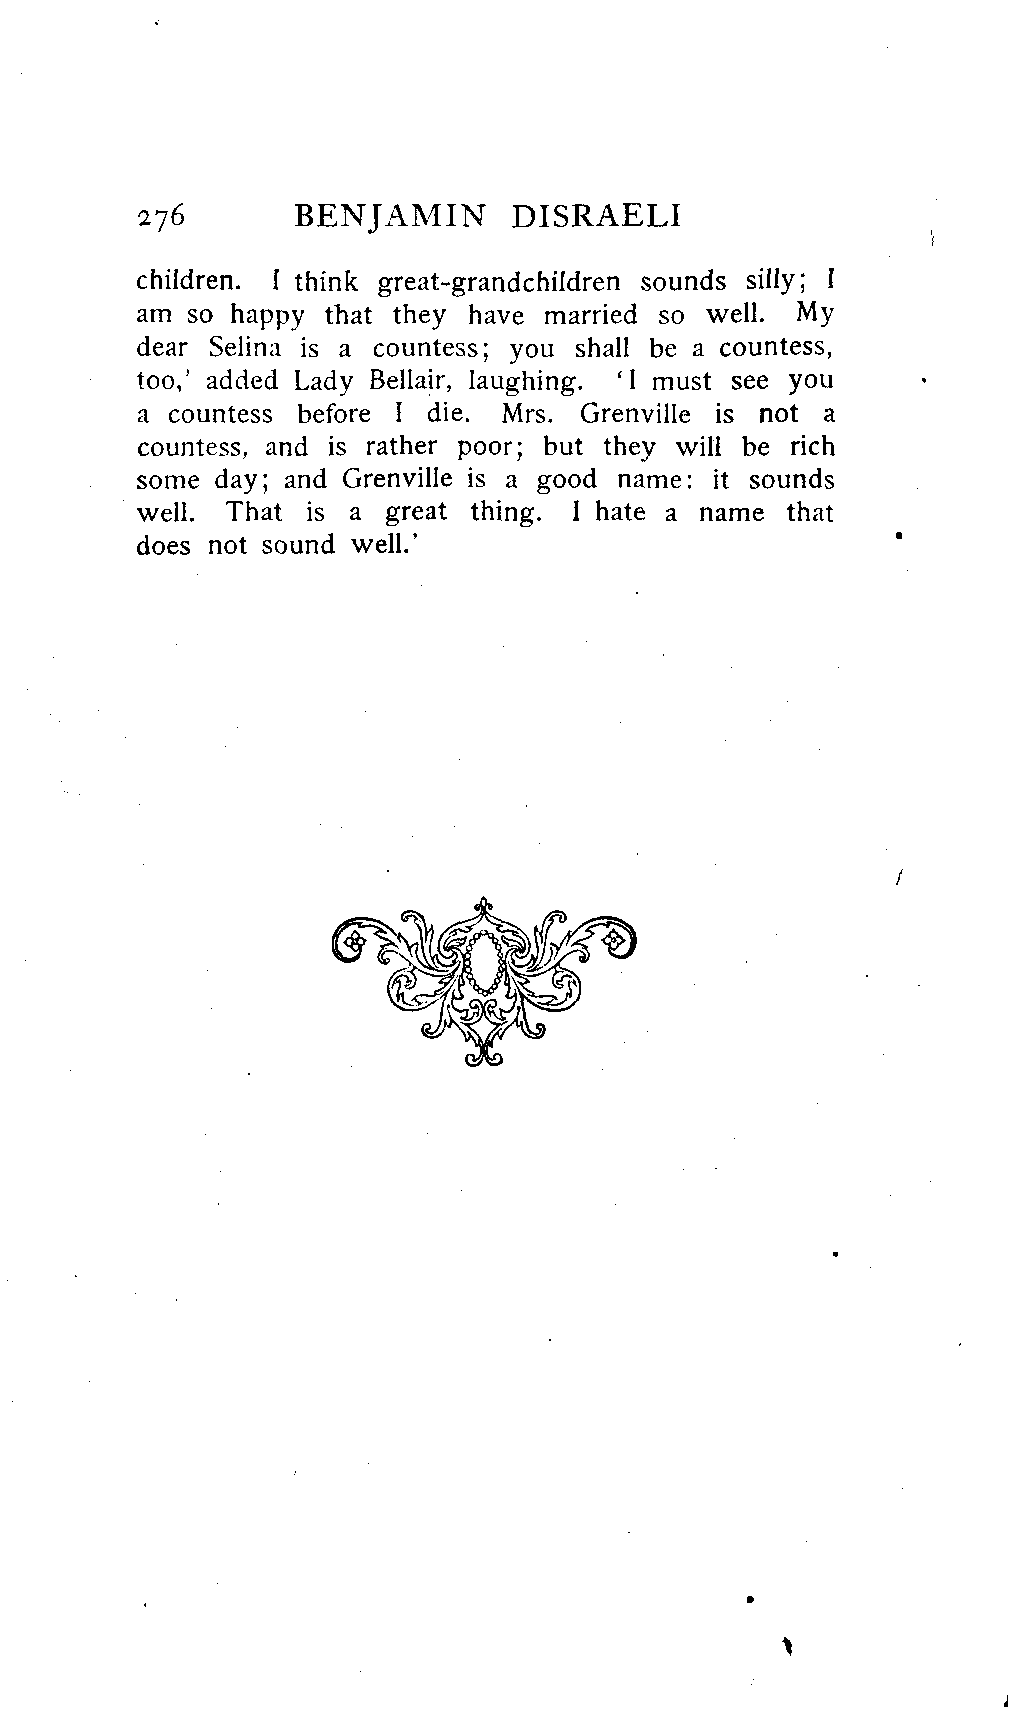 276 BENJAMIN DISRAELI
children. I think great-grandchildren sounds silly; I
am so happy that they have married so well. My
dear Selina is a countess; you shall be a countess,
too,' added Lady Bellair, laughing. 'I must see you
a countess before I die. Mrs. Grenville is not a
countess, and is rather poor; but they will be rich
some day; and Grenville is a good name: it sounds
well. That is a great thing. I hate a name that
does not sound well.'